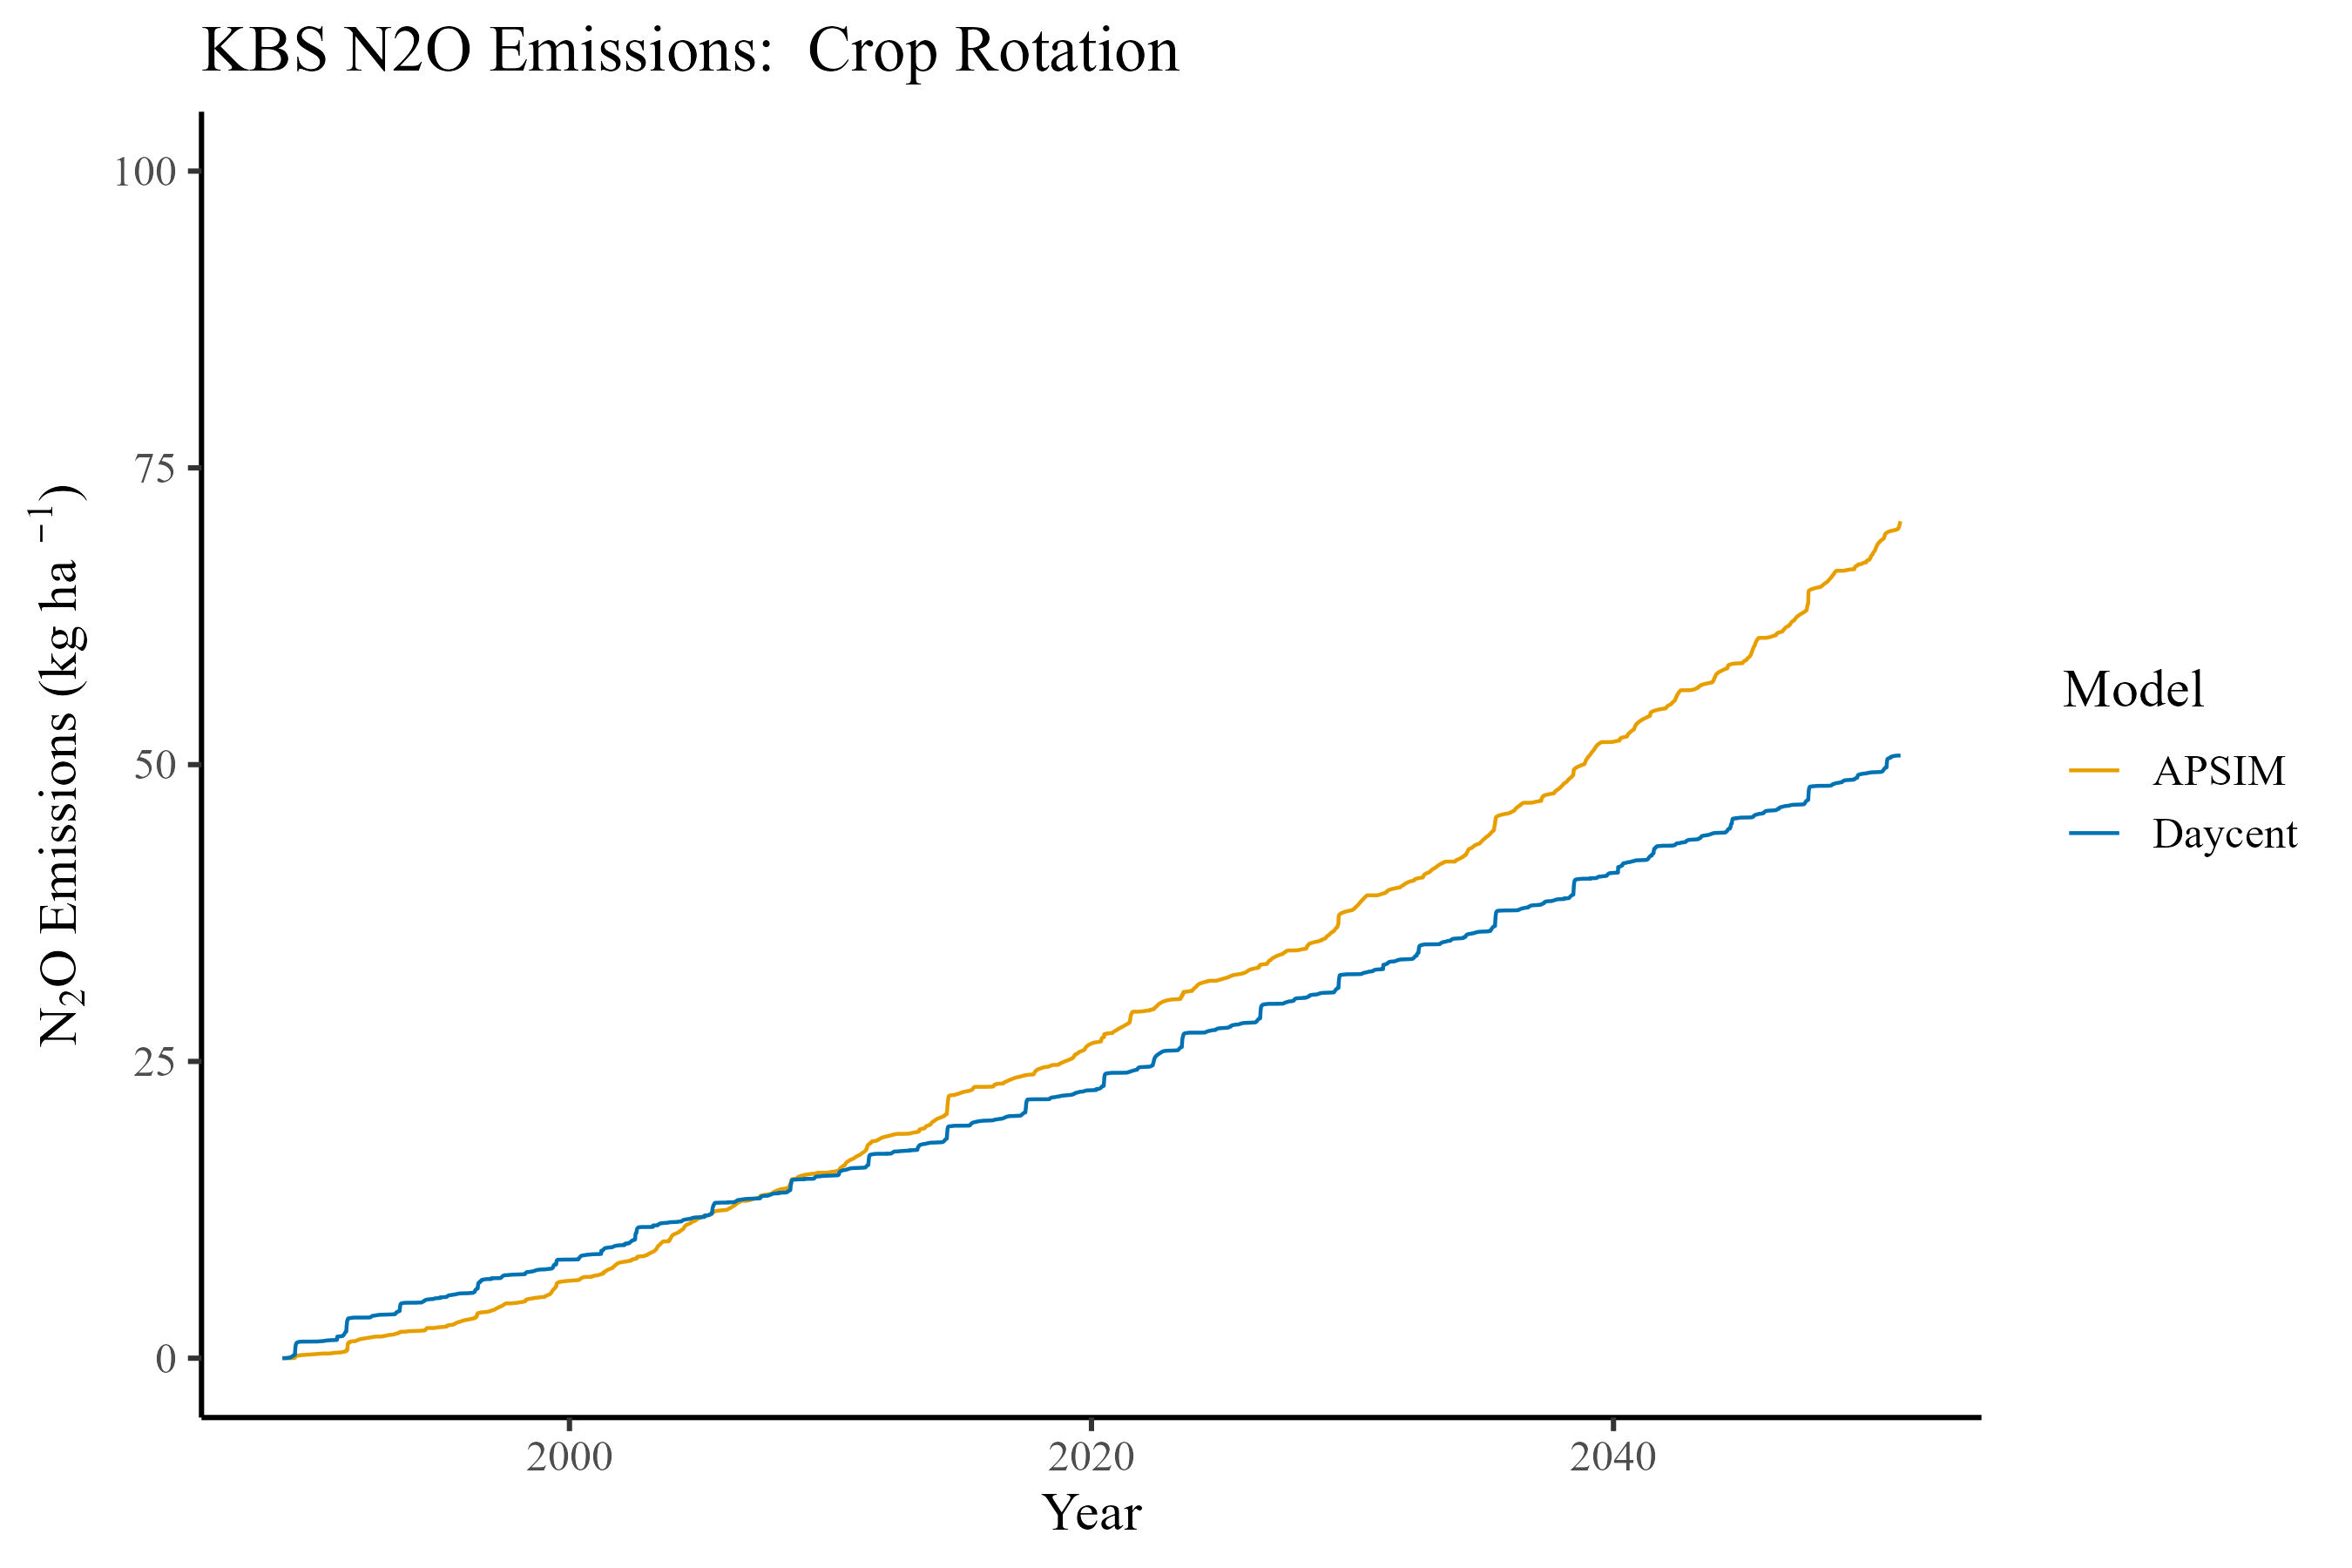 KBS N2O Emissions:  Crop Rotation
N₂O Emissions (kg ha ⁻¹)
100
75
50
25
0
2000
2020
2040
Year
Model
APSIM
Daycent